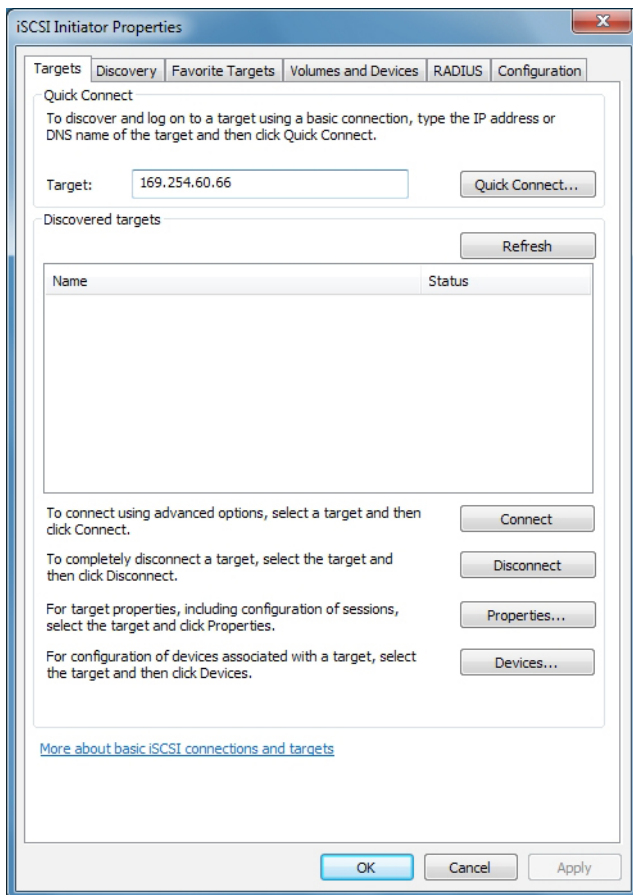 iSCSI Initiator Properties
Targets Discovery Favorite Targets Volumes and Devices RADIUS Configuration
Quick Connect
To discover and log on to a target using a basic connection, type the IP address or
DNS name of the target and then click Quick Connect.
Target: 169.254.60.66 Quick Connect...
Discovered targets
Refresh
Name Status
To connect using advanced options, select a target and then
click Connect.
Connect
To completely disconnect a target, select the target and
then click Disconnect.
Disconnect
For target properties, including configuration of sessions,
select the target and click Properties.
Properties...
For configuration of devices associated with a target, select
the target and then click Devices.
Devices...
More about basic iSCSI connections and targets
OK Cancel Apply